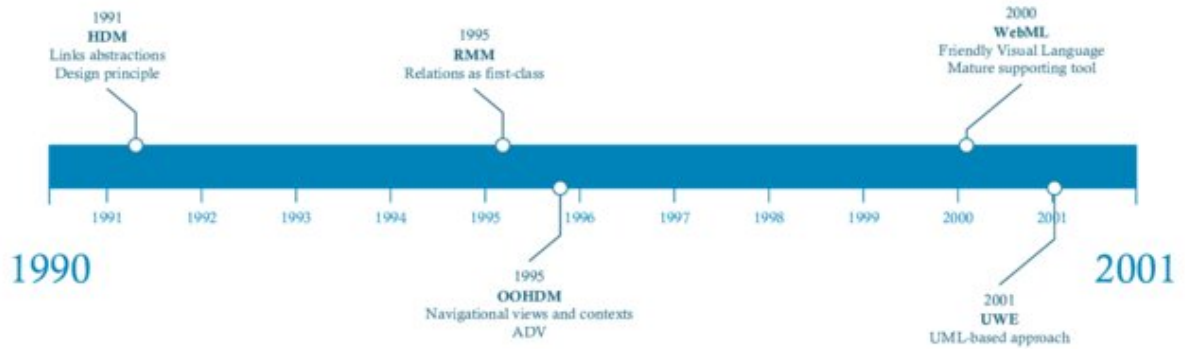 1991
HDM
Links abstractions
Design principle
1995
RMM
Relations as first-class
2000
WebML
Friendly Visual Language
Mature supporting tool
1991 1992 1993 1994 1995 1996 1997 1998 1999 2000 2001
1990
2001
1995
OOHDM
Navigational views and contexts
ADV
2001
UWE
UML-based approach